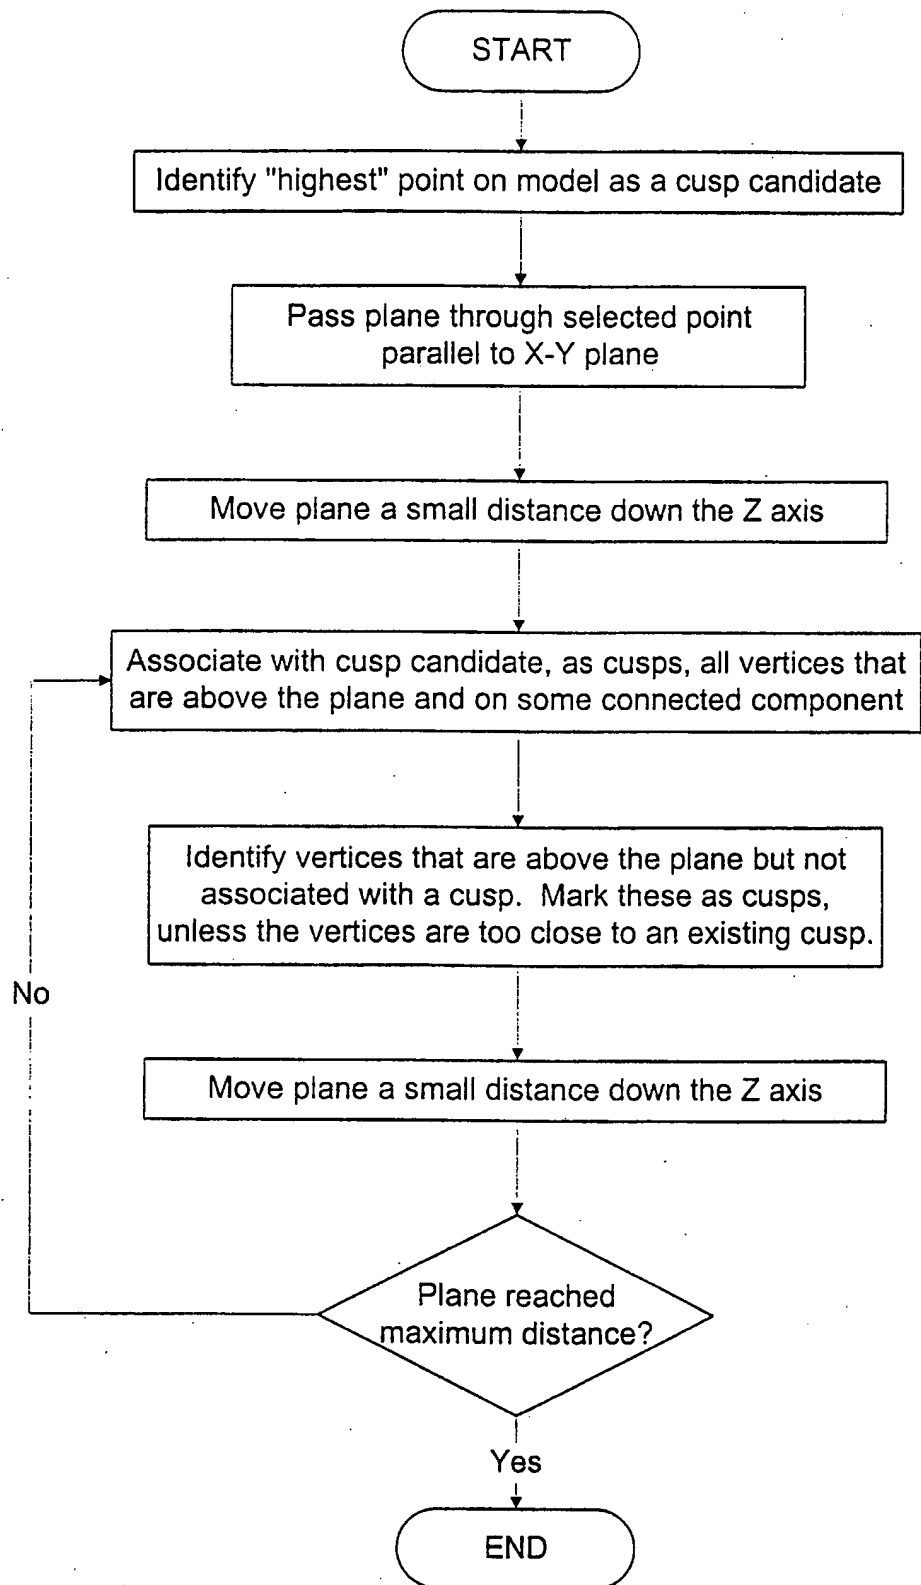 START
Identify "highest" point on model as a cusp candidate
Pass plane through selected point
parallel to X-Y plane
Move plane a small distance down the Z axis
Associate with cusp candidate, as cusps, all vertices that
are above the plane and on some connected component
Identify vertices that are above the plane but not
associated with a cusp. Mark these as cusps,
unless the vertices are too close to an existing cusp.
No
Move plane a small distance down the Z axis
Plane reached
maximum distance?
Yes
END